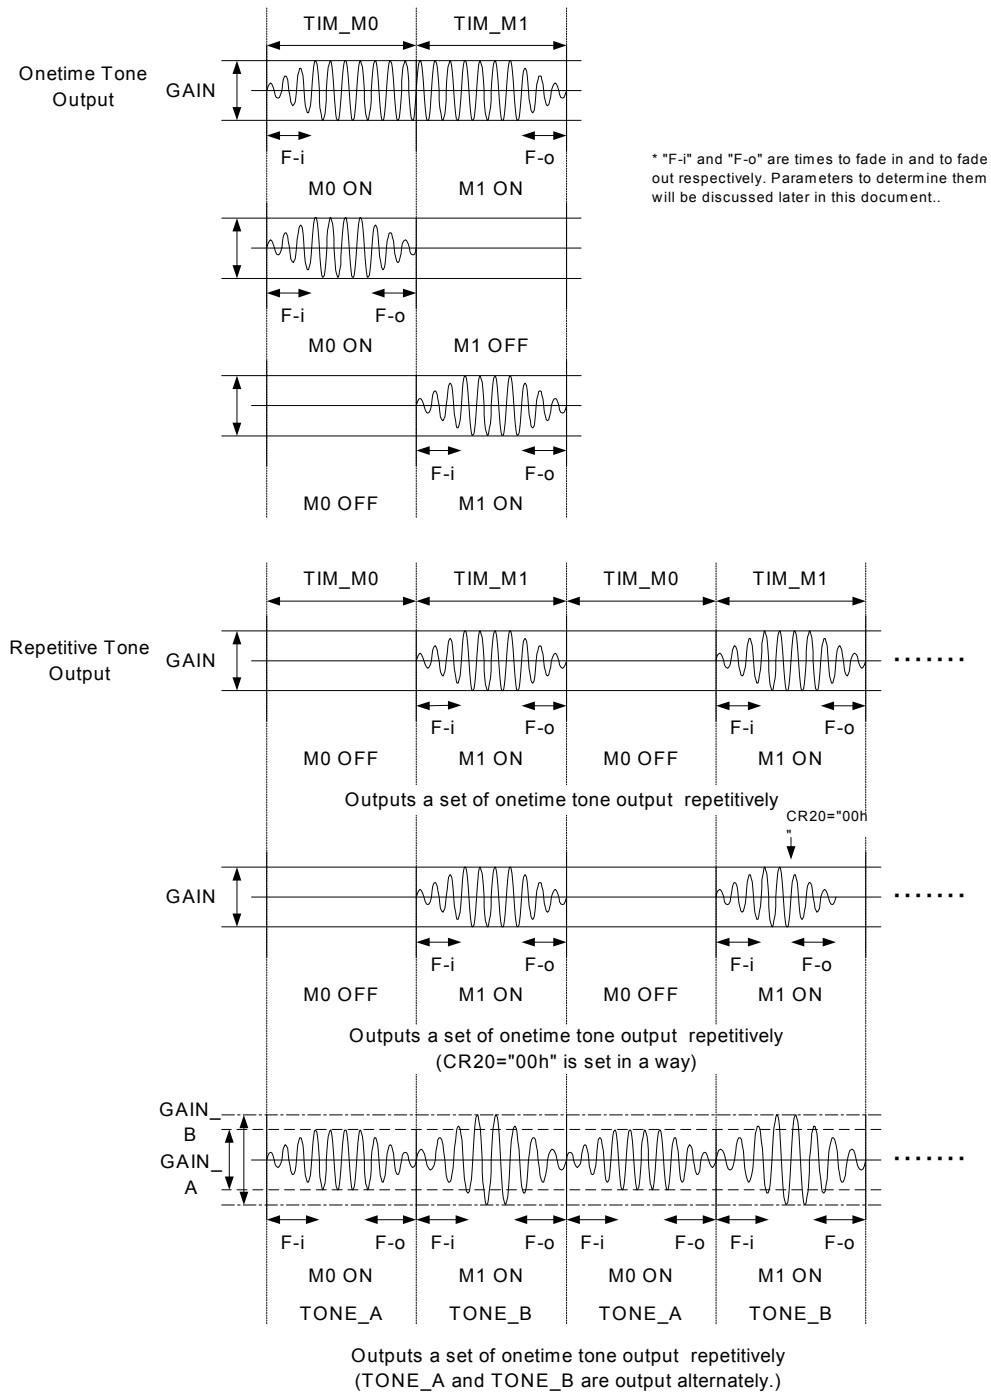 TIM_M0 TIM_M1
Onetime Tone
Output
GAIN
F-i F-o
M0 ON M1 ON
* "F-i" and "F-o" are times to fade in and to fade
out respectively. Parameters to determine them
will be discussed later in this document..
F-i F-o
M0 ON M1 OFF
F-i F-o
M0 OFF M1 ON
TIM_M0 TIM_M1 TIM_M0 TIM_M1
Repetitive Tone
Output
GAIN
.......
F-i F-o F-i F-o
M0 OFF M1 ON M0 OFF M1 ON
Outputs a set of onetime tone output repetitively
CR20="00h
"
GAIN
.......
F-i F-o F-i F-o
M0 OFF M1 ON M0 OFF M1 ON
Outputs a set of onetime tone output repetitively
(CR20="00h" is set in a way)
GAIN_
B
GAIN_
A
.......
F-i F-o F-i F-o F-i F-o F-i F-o
M0 ON M1 ON M0 ON M1 ON
TONE_A TONE_B TONE_A TONE_B
Outputs a set of onetime tone output repetitively
(TONE_A and TONE_B are output alternately.)